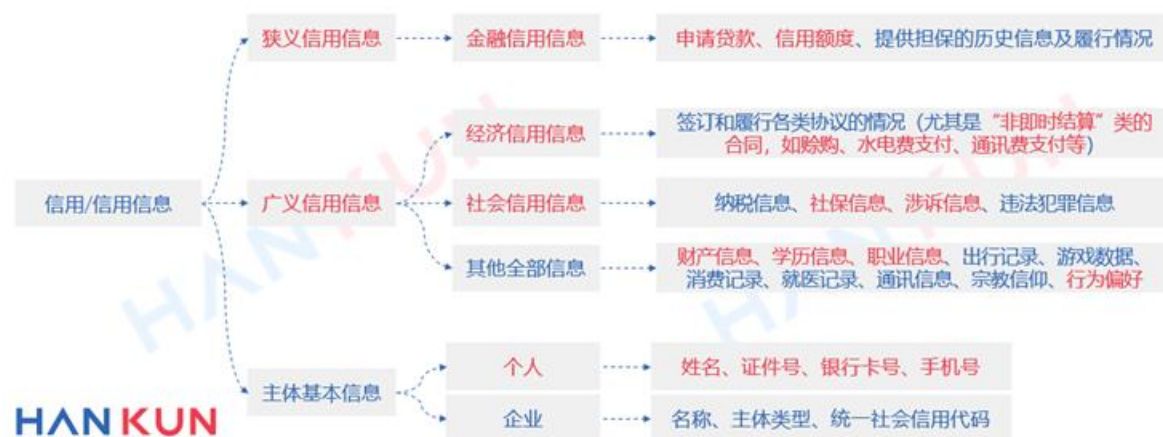 狭义信用信息
金融信用信息
申请贷款、信用额度、提供担保的历史信息及履行情况
经济信用信息
签订和履行各类协议的情况（尤其是“非即时结算”类的
合同，如赊购、水电费支付、通讯费支付等）
信用/信用信息
广义信用信息
社会信用信息
纳税信息、社保信息、涉诉信息、违法犯罪信息
其他全部信息
财产信息、学历信息、职业信息、出行记录、游戏数据、
消费记录、就医记录、通讯信息、宗教信仰、行为偏好
主体基本信息
个人
姓名、证件号、银行卡号、手机号
企业
名称、主体类型、统一社会信用代码
HANKUN
HANKUN
HANKUN